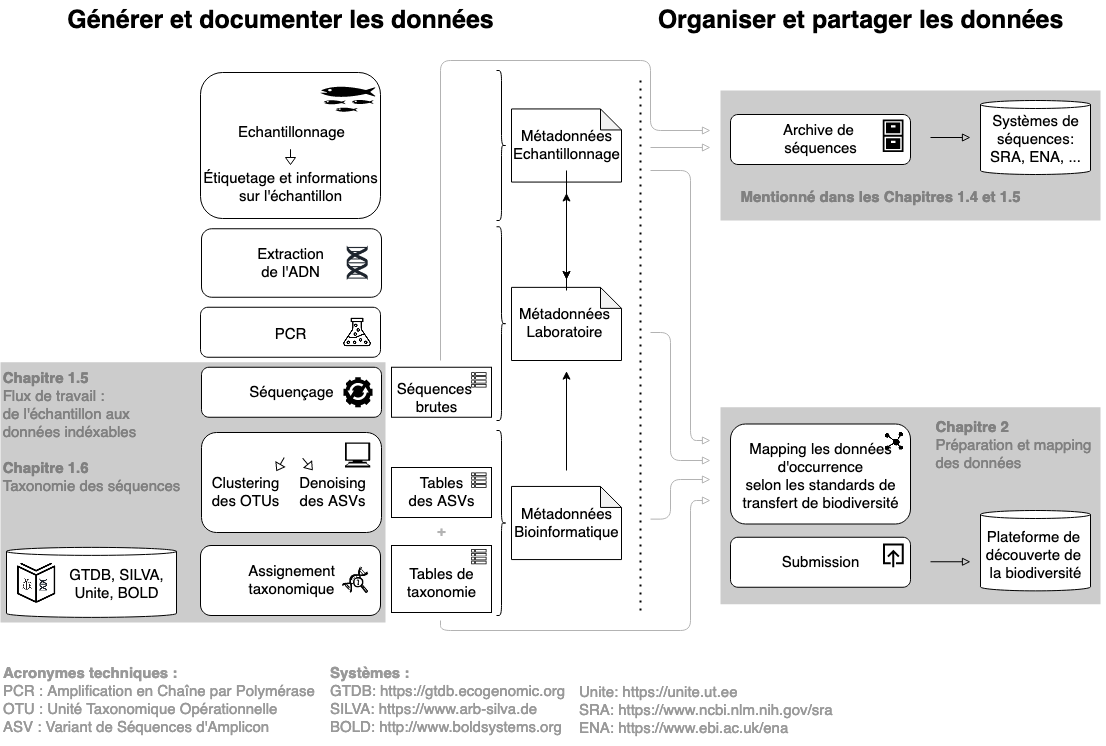 Générer et documenter les données
Organiser et partager les données
Echantillonnage
Étiquetage et informations
sur l'échantillon
Extraction
de l'ADN
PCR
Chapitre 1.5
Flux de travail :
de l'échantillon aux
données indéxables
Chapitre 1.6
Taxonomie des séquences
Séquençage
Séquences
brutes
Clustering
des OTUs
Denoising
des ASVs
Tables
des ASVs
+
GTDB, SILVA,
Unite, BOLD
Assignement
taxonomique
Tables de
taxonomie
Métadonnées
Echantillonnage
Métadonnées
Laboratoire
Métadonnées
Bioinformatique
Archive de
séquences
Systèmes de
séquences:
SRA, ENA, ...
Mentionné dans les Chapitres 1.4 et 1.5
Chapitre 2
Préparation et mapping
des données
Mapping les données
d'occurrence
selon les standards de
transfert de biodiversité
Submission
Plateforme de
découverte de
la biodiversité
Acronymes techniques :
PCR : Amplification en Chaîne par Polymérase
OTU : Unité Taxonomique Opérationnelle
ASV : Variant de Séquences d'Amplicon
Systèmes :
GTDB: https://gtdb.ecogenomic.org
SILVA: https://www.arb-silva.de
BOLD: http://www.boldsystems.org
Unite: https://unite.ut.ee
SRA: https://www.ncbi.nlm.nih.gov/sra
ENA: https://www.ebi.ac.uk/ena